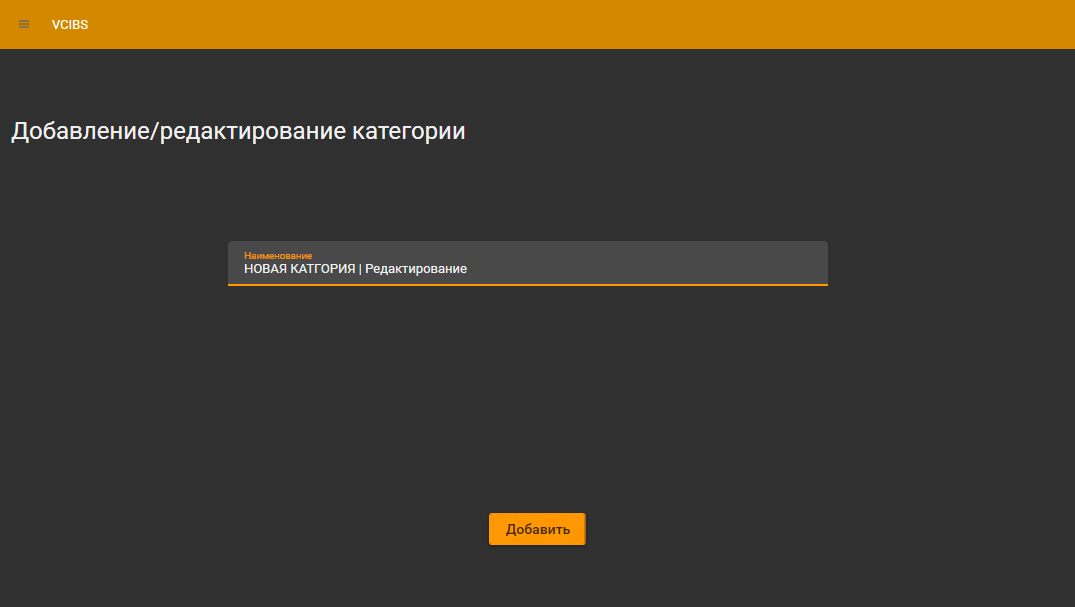 VCIBS
Добавление/редактирование категории
Наименование
НОВАЯ КАТГОРИЯ | Редактирование
Добавить